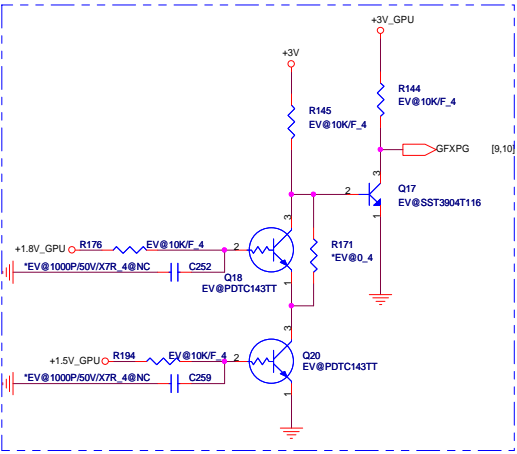 +3V_GPU
+3V
R144
EV@10K/F_4
R145
EV@10K/F_4
GFXPG
[9,10]
3
2
Q17
EV@SST3904T116
1
3
R171
*EV@0_4
+1.8V_GPU
R176
EV@10K/F_4
2
*EV@1000P/50V/X7R_4@NC
C252
Q18
EV@PDTC143TT
1
3
+1.5V_GPU
R194
EV@10K/F_4
2
Q20
EV@PDTC143TT
*EV@1000P/50V/X7R_4@NC
C259
1